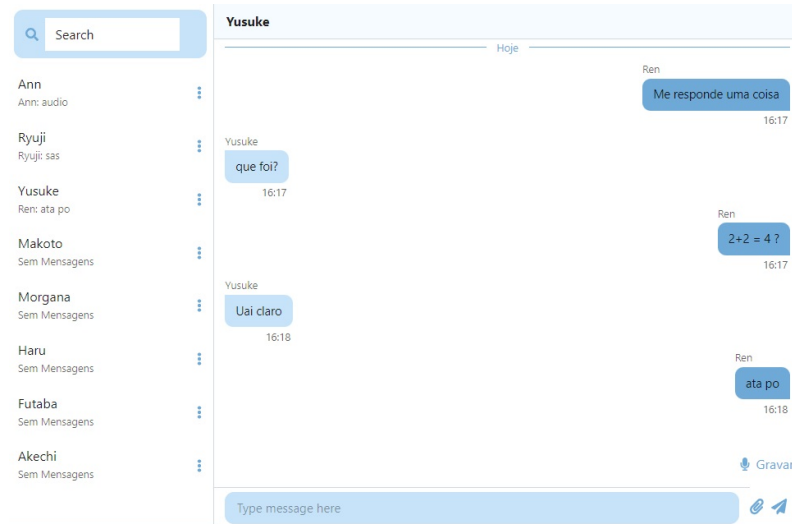 Search
Ann
Ann: audio
Ryuji
Ryuji: sas
Yusuke
Ren: ata po
Makoto
Sem Mensagens
Morgana
Sem Mensagens
Haru
Sem Mensagens
Futaba
Sem Mensagens
Akechi
Sem Mensagens
Yusuke
Hoje
Ren
Me responde uma coisa
16:17
Yusuke
que foi?
16:17
Ren
2+2 = 4 ?
16:17
Yusuke
Uai claro
16:18
Ren
ata po
16:18
Gravar
Type message here